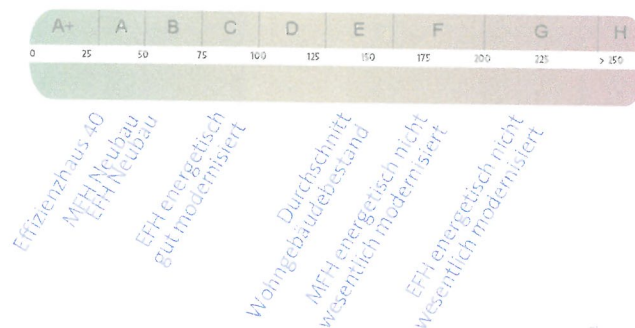 A+ A B C D E F G H
0 25 50 75 100 125 150 175 200 225 > 250
Effizienzhaus 40
MFH Neubau
EFH Neubau
EFH energetisch
gut modernisiert
Durchschnitt
Wohngebäudebestand
MFH energetisch nicht
wesentlich modernisiert
EFH energetisch nicht
wesentlich modernisiert